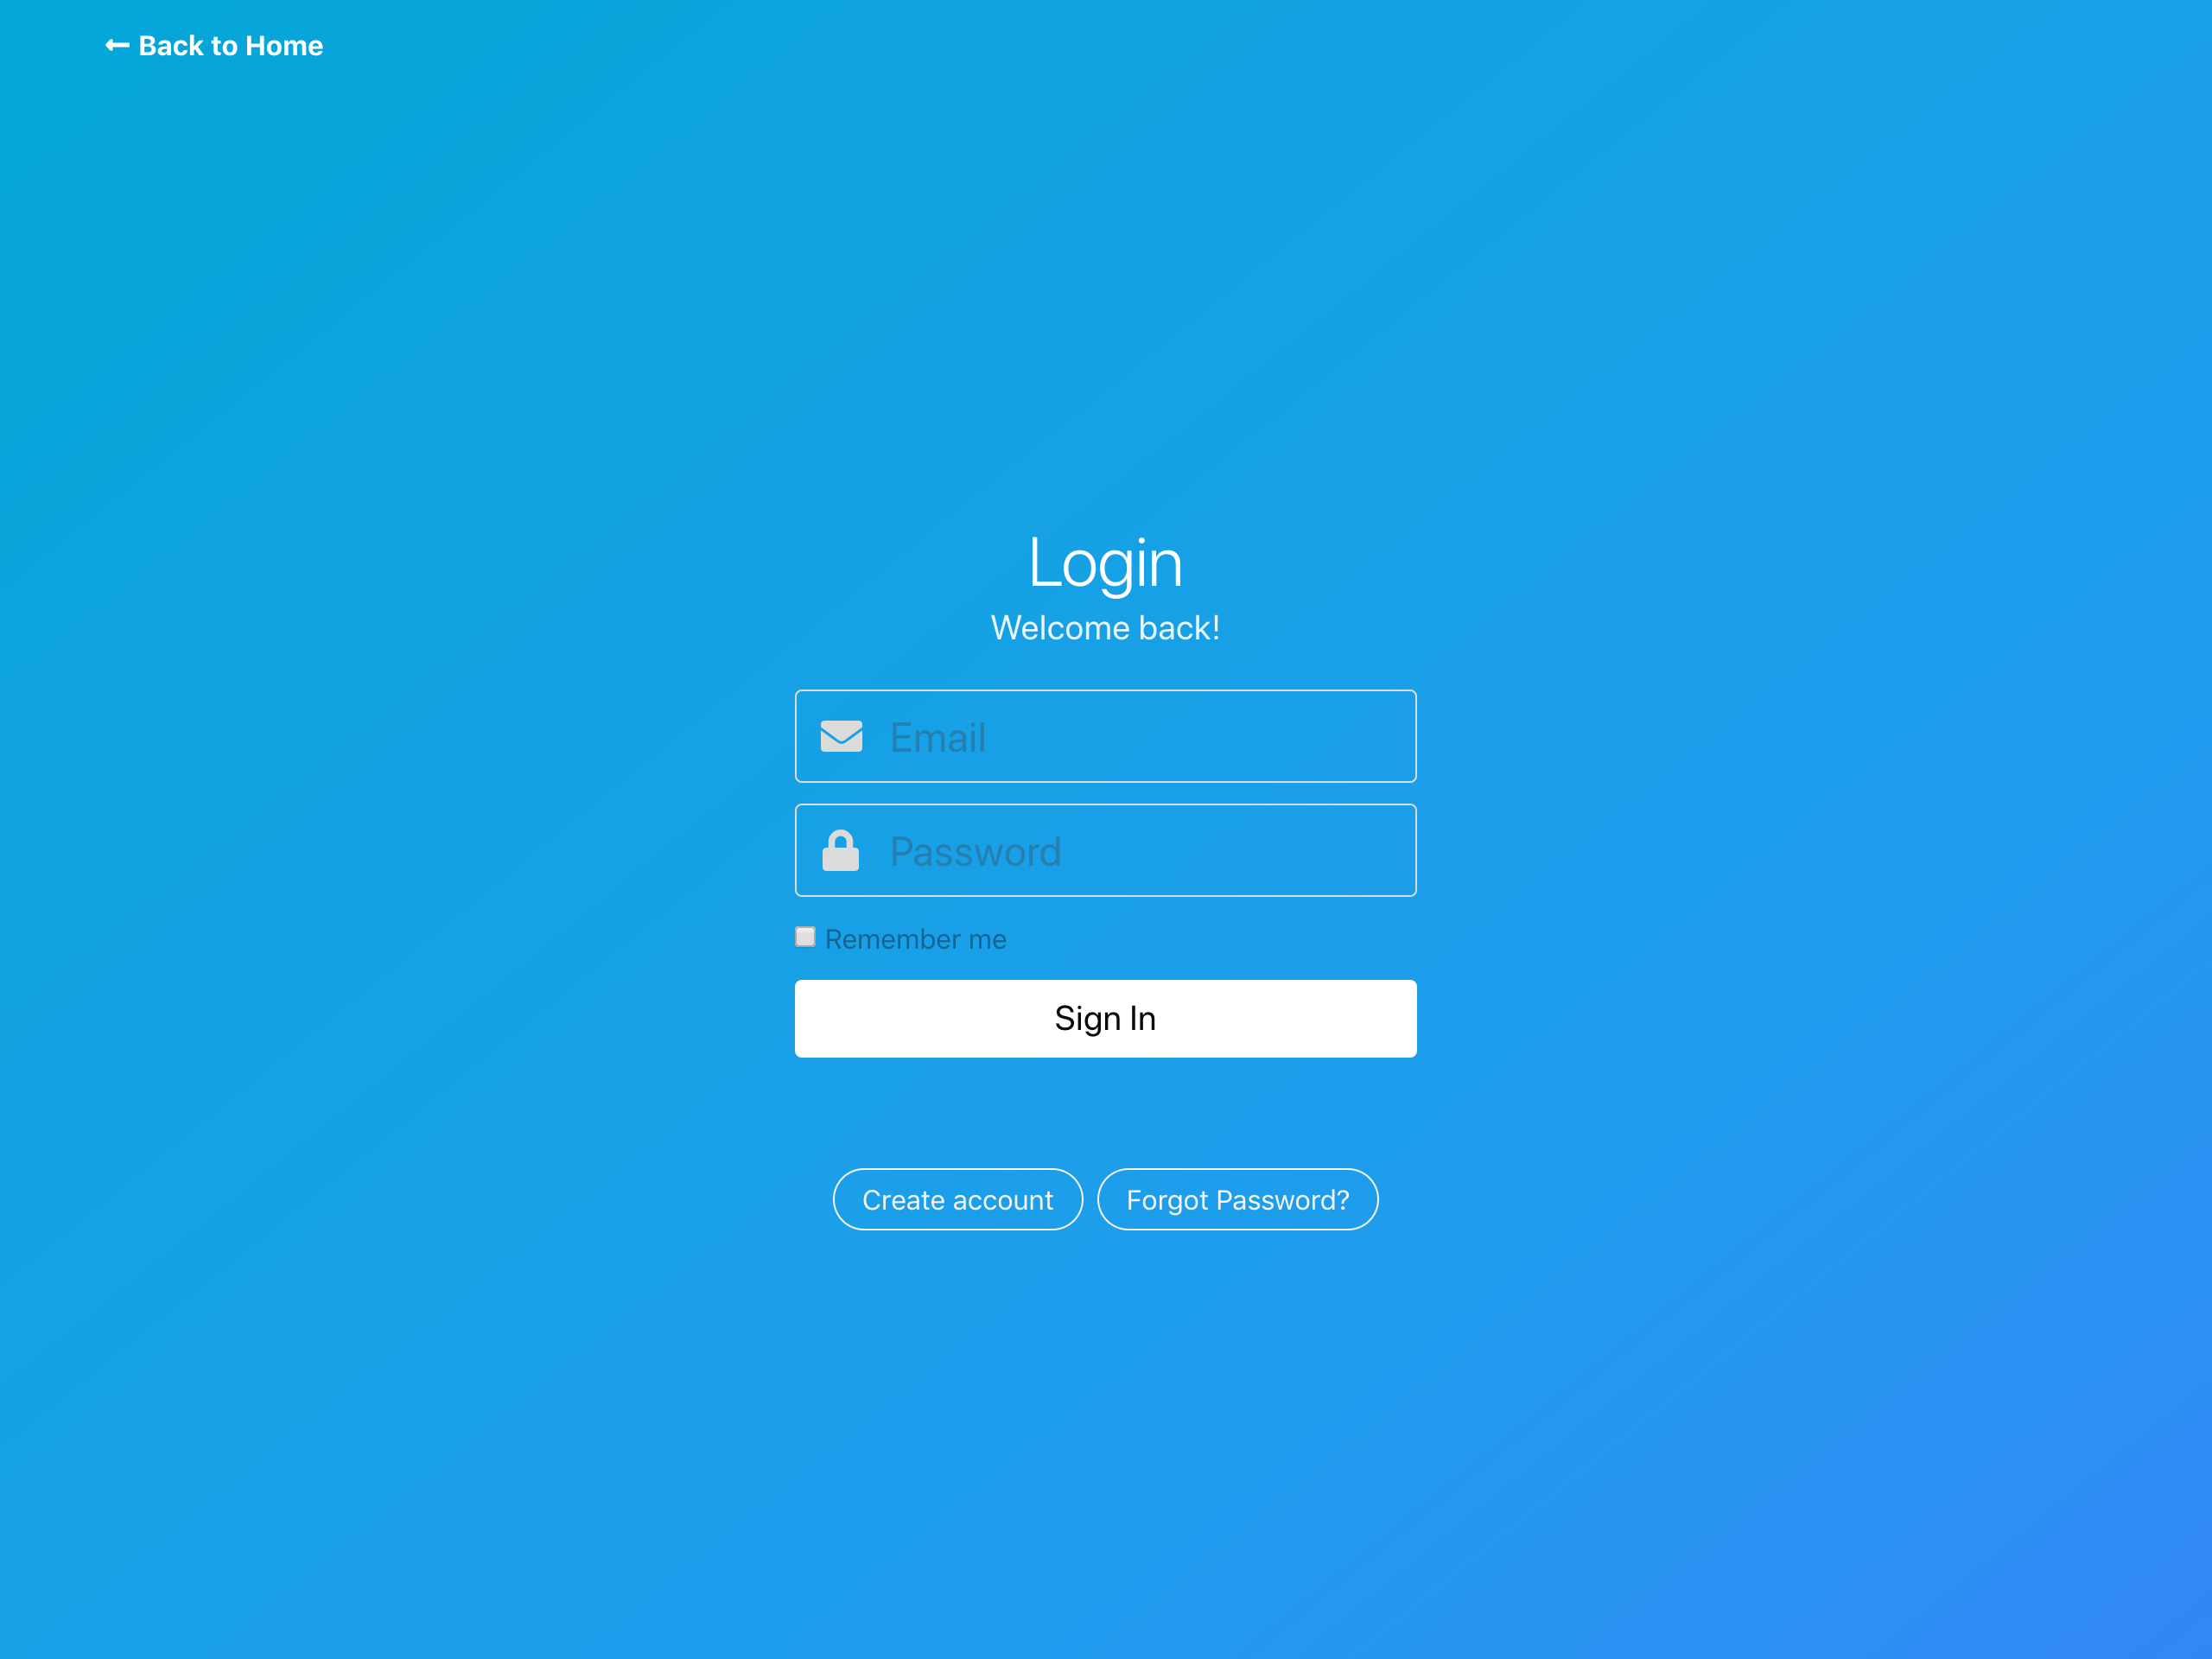 Back to Home
Login
Welcome back!
Email
Password
Remember me
Sign In
Create account
Forgot Password?